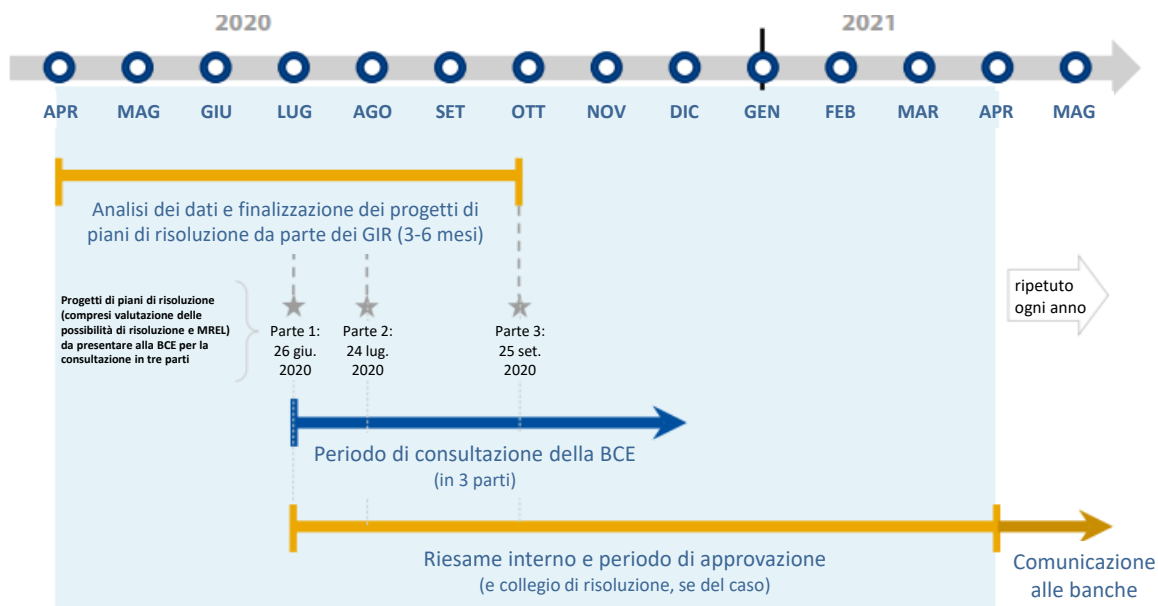 2020
2021
APR MAG GIU LUG AGO SET OTT NOV DIC GEN FEB MAR APR MAG
Analisi dei dati e finalizzazione dei progetti di
piani di risoluzione da parte dei GIR (3-6 mesi)
Progetti di piani di risoluzione
(compresi valutazione delle
possibilità di risoluzione e MREL)
da presentare alla BCE per la
consultazione in tre parti
Parte 1:
26 giu.
2020
Parte 2:
24 lug.
2020
Parte 3:
25 set.
2020
ripetuto
ogni anno
Periodo di consultazione della BCE
(in 3 parti)
Riesame interno e periodo di approvazione
(e collegio di risoluzione, se del caso)
Comunicazione
alle banche